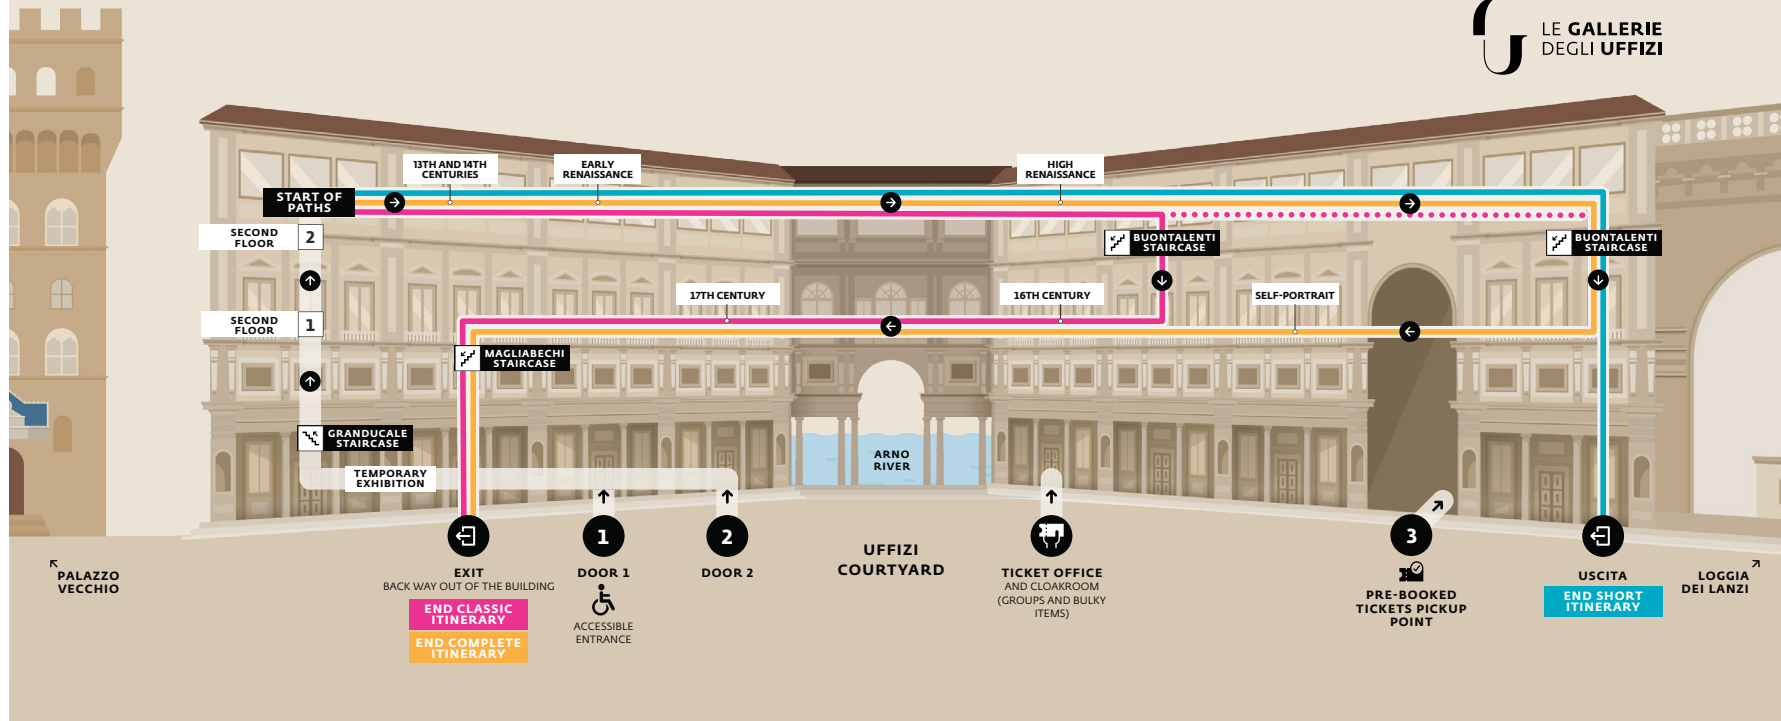 LE GALLERIE
DEGLI UFFIZI
13TH AND 14TH
CENTURIES
EARLY
RENAISSANCE
HIGH
RENAISSANCE
START OF
PATHS
SECOND
FLOOR
2
BUONTALENTI
STAIRCASE
BUONTALENTI
STAIRCASE
17TH CENTURY
16TH CENTURY
SELF-PORTRAIT
SECOND
FLOOR
1
MAGLIABECHI
STAIRCASE
GRANDUCALE
STAIRCASE
TEMPORARY
EXHIBITION
ARNO
RIVER
PALAZZO
VECCHIO
EXIT
BACK WAY OUT OF THE BUILDING
END CLASSIC
ITINERARY
END COMPLETE
ITINERARY
1
DOOR 1
ACCESSIBLE
ENTRANCE
2
DOOR 2
UFFIZI
COURTYARD
TICKET OFFICE
AND CLOAKROOM
(GROUPS AND BULKY
ITEMS)
3
PRE-BOOKED
TICKETS PICKUP
POINT
USCITA
END SHORT
ITINERARY
LOGGIA
DEI LANZI